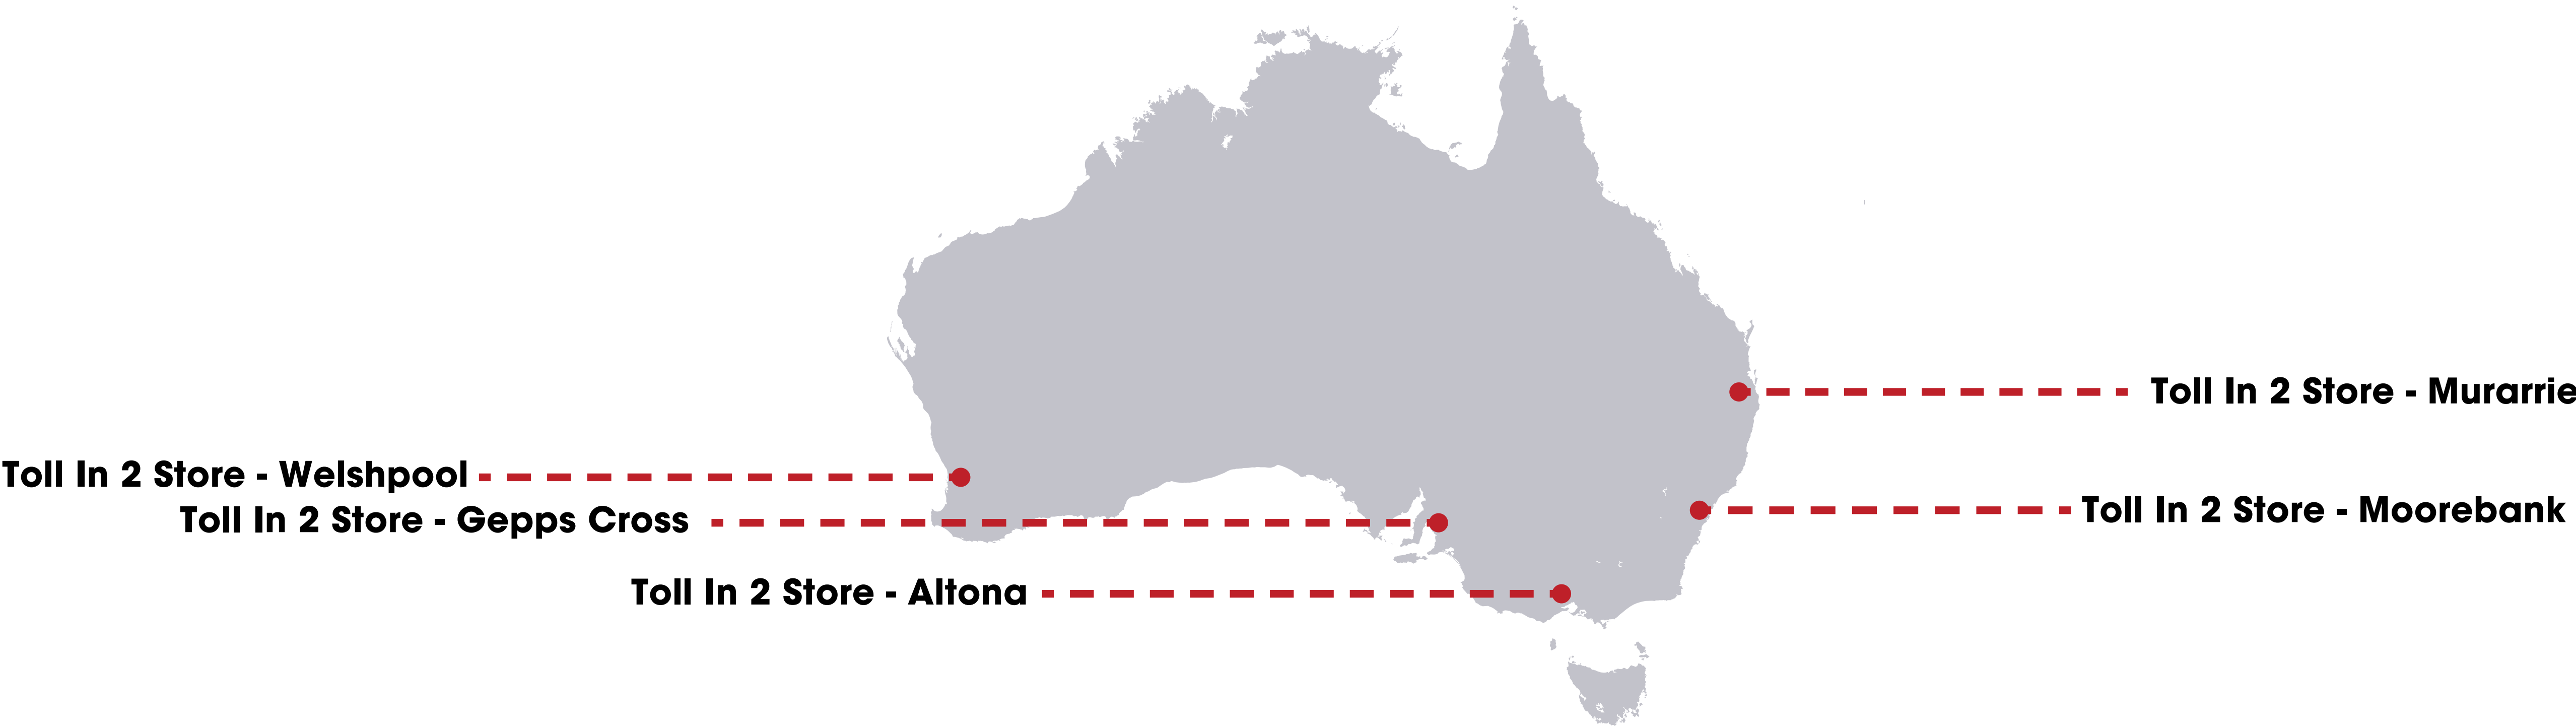 Toll In 2 Store - Murarrie
Toll In 2 Store - Welshpool
Toll In 2 Store - Moorebank
Toll In 2 Store - Gepps Cross
Toll In 2 Store - Altona